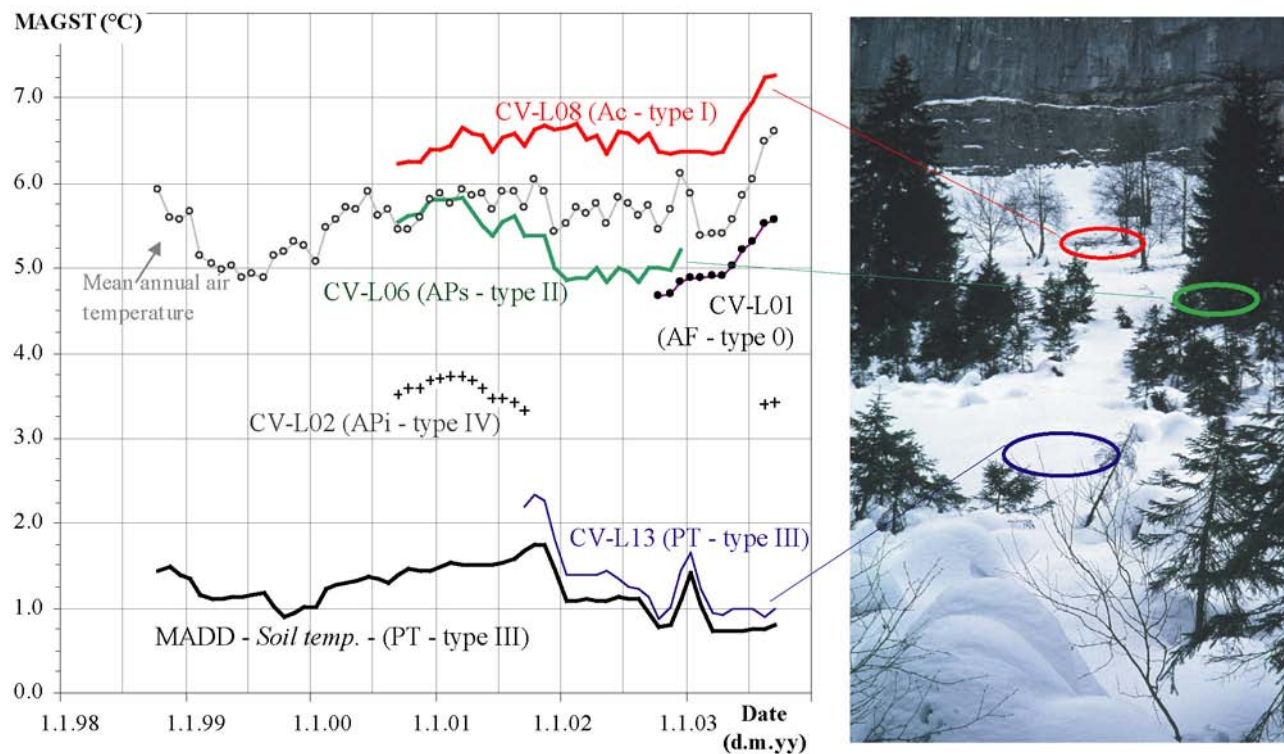 MAGST (°C)
7.0
6.0
5.0
4.0
3.0
2.0
1.0
0.0
CV-L08 (Ac - type I)
Mean annual air
temperature
CV-L06 (APs - type II)
CV-L01
(AF - type 0)
CV-L02 (APi - type IV)
CV-L13 (PT - type III)
MADD - Soil temp. - (PT - type III)
1.1.98
1.1.99
1.1.00
1.1.01
1.1.02
1.1.03
Date
(d.m.yy)